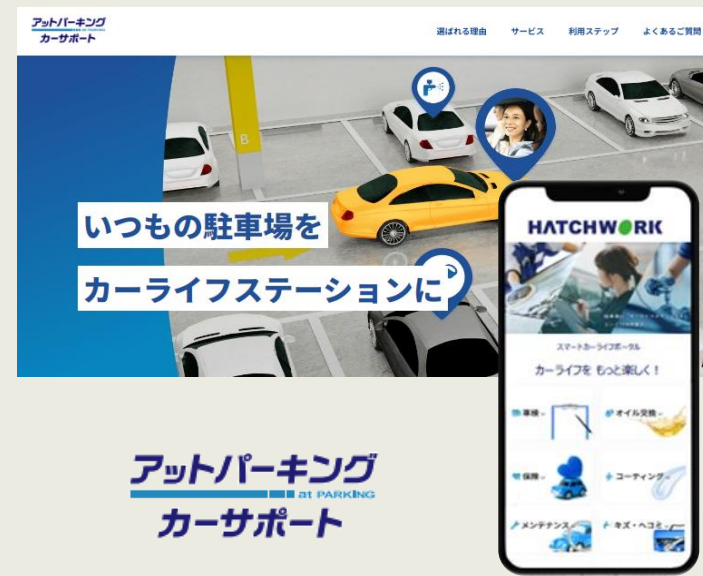 アットパーキング
at PARKING
カーサポート
選ばれる理由 サービス 利用ステップ よくあるご質問
B
いつもの駐車場を
カーライフステーションに
HATCHWORK
スマートカーライフポータル
カーライフを もっと楽しく！
車検
オイル交換
保険
コーティング
メンテナンス
キズ・ヘコミ
アットパーキング
at PARKING
カーサポート